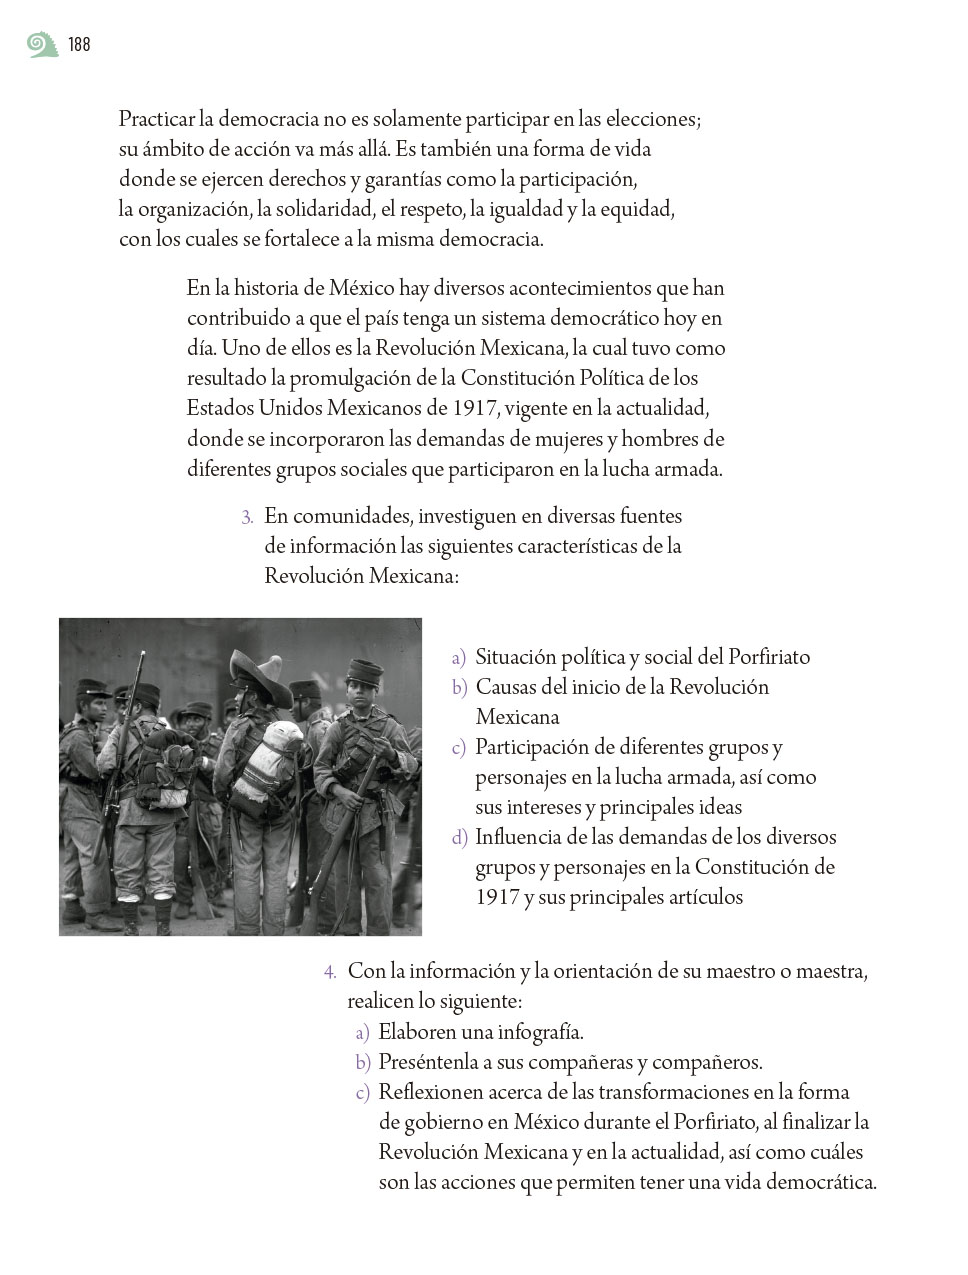 188
Practicar la democracia no es solamente participar en las elecciones;
su ámbito de acción va más allá. Es también una forma de vida
donde se ejercen derechos y garantías como la participación,
la organización, la solidaridad, el respeto, la igualdad y la equidad,
con los cuales se fortalece a la misma democracia.
En la historia de México hay diversos acontecimientos que han
contribuido a que el país tenga un sistema democrático hoy en
día. Uno de ellos es la Revolución Mexicana, la cual tuvo como
resultado la promulgación de la Constitución Política de los
Estados Unidos Mexicanos de 1917, vigente en la actualidad,
donde se incorporaron las demandas de mujeres y hombres de
diferentes grupos sociales que participaron en la lucha armada.
3. En comunidades, investiguen en diversas fuentes
de información las siguientes características de la
Revolución Mexicana:
a) Situación política y social del Porfiriato
b) Causas del inicio de la Revolución
Mexicana
c) Participación de diferentes grupos y
personajes en la lucha armada, así como
sus intereses y principales ideas
d) Influencia de las demandas de los diversos
grupos y personajes en la Constitución de
1917 y sus principales artículos
4. Con la información y la orientación de su maestro o maestra,
realicen lo siguiente:
a) Elaboren una infografía.
b) Preséntenla a sus compañeras y compañeros.
c) Reflexionen acerca de las transformaciones en la forma
de gobierno en México durante el Porfiriato, al finalizar la
Revolución Mexicana y en la actualidad, así como cuáles
son las acciones que permiten tener una vida democrática.